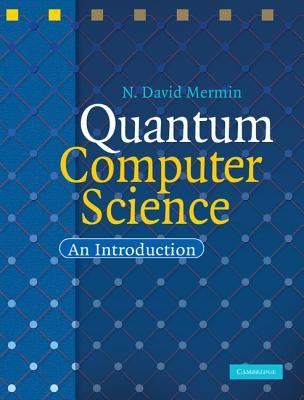 N. David Mermin
Quantum
Computer
Science
An Introduction
CAMBRIDGE